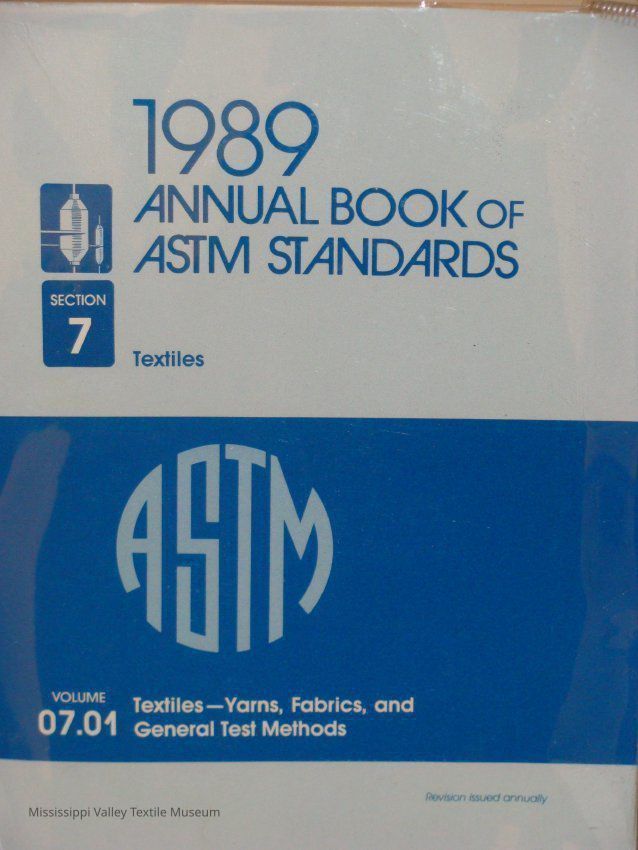 1989
ANNUAL BOOK OF
ASTM STANDARDS
SECTION
7
Textiles
ASTM
VOLUME
07.01
Textiles—Yarns, Fabrics, and
General Test Methods
Revision issued annually
Mississippi Valley Textile Museum